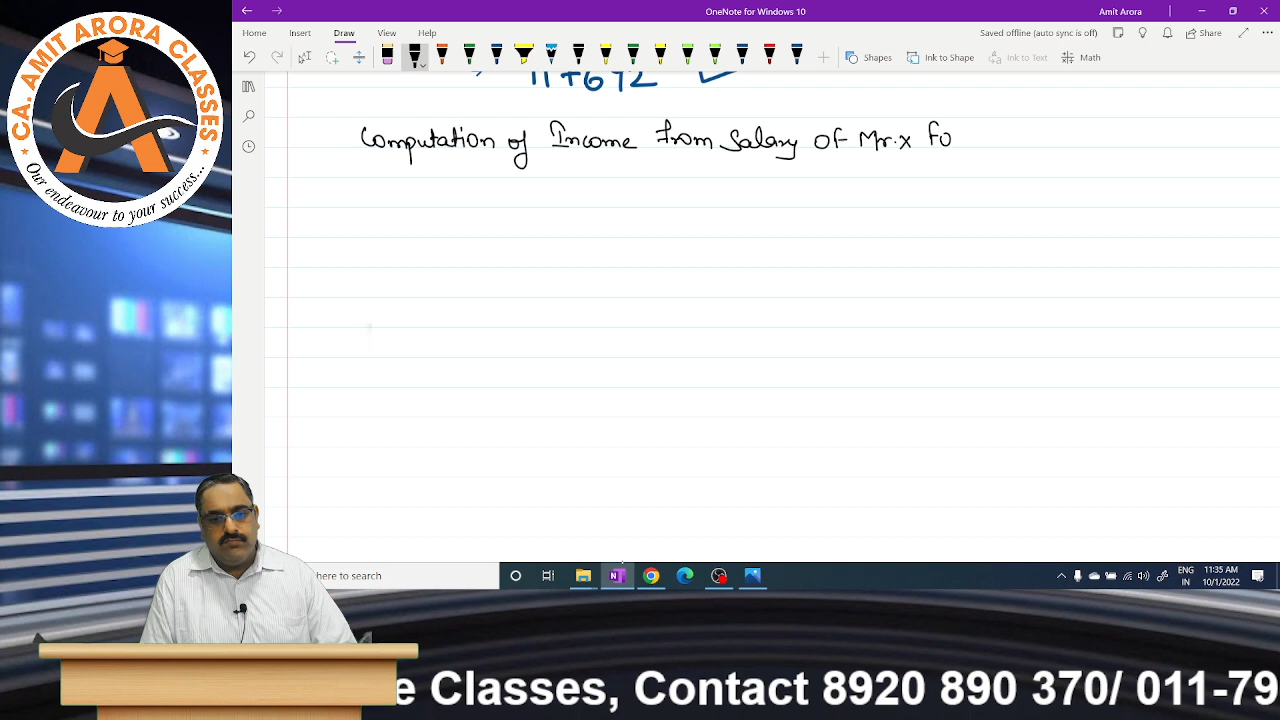 CA. AMIT ARORA CLASSES
Our endeavour to your success...
OneNote for Windows 10
Amit Arora
Home Insert Draw View Help
Saved offline (auto sync is off)
Share
Shapes Ink to Shape Ink to Text Math
Computation of Income from Salary of Mr. X Fo
here to search
ENG
IN
11:35 AM
10/1/2022
e Classes, Contact 8920 890 370/ 011-79